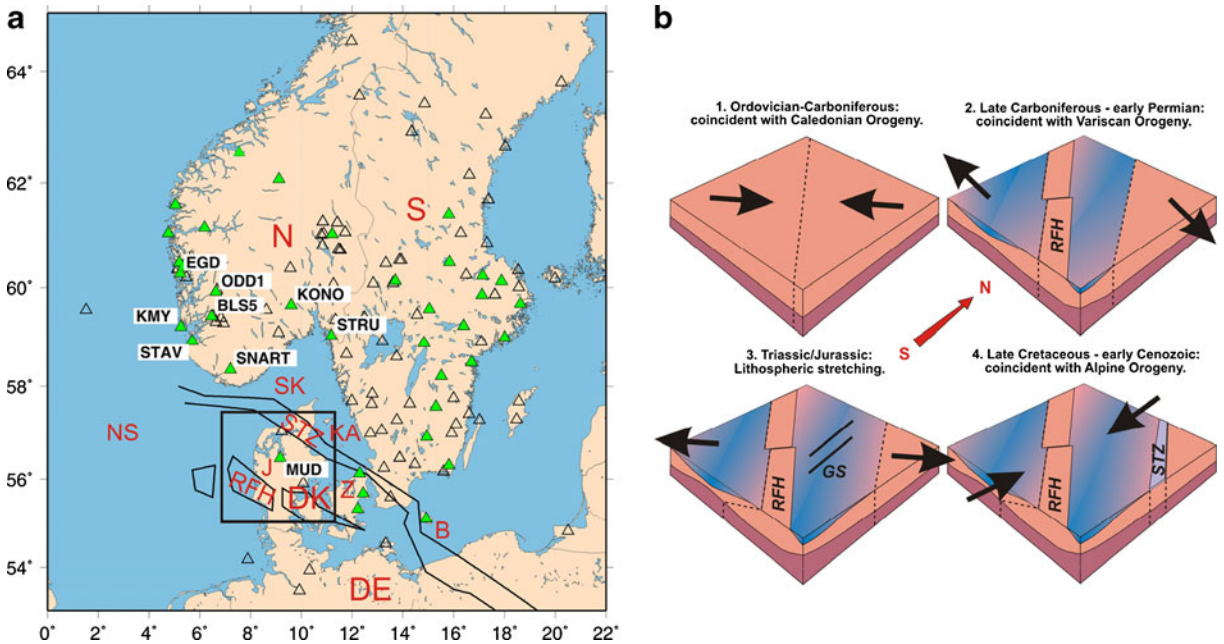 a
64°
62°
60°
58°
56°
54°
0°
2°
4°
6°
8°
10°
12°
14°
16°
18°
20°
22°
S
N
EGD
ODD1
KONO
BLS5
KMY
STRU
STAV
SNART
SK
NS
STZ
KA
J
MUD
RFH
DK
Z
B
DE
b
1. Ordovician-Carboniferous:
coincident with Caledonian Orogeny.
2. Late Carboniferous - early Permian:
coincident with Variscan Orogeny.
RFH
N
S
3. Triassic/Jurassic:
Lithospheric stretching.
RFH
GS
4. Late Cretaceous - early Cenozoic:
coincident with Alpine Orogeny.
RFH
STZ